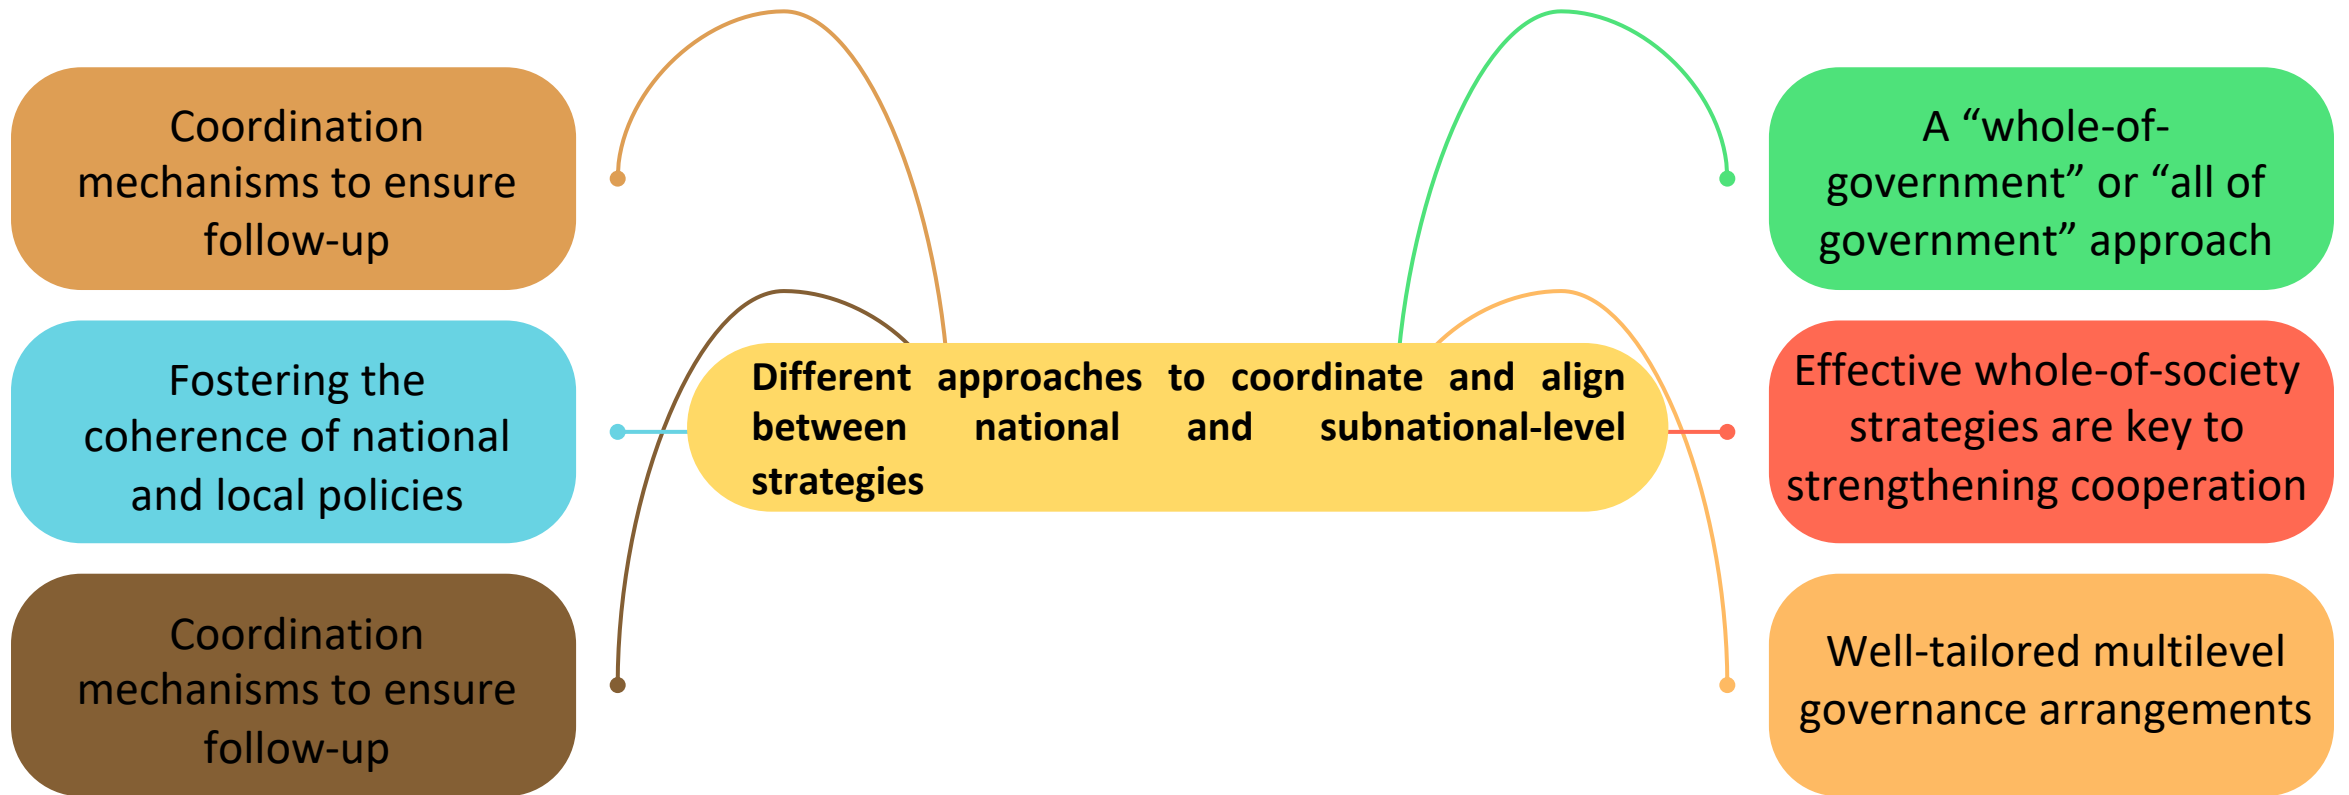 Coordination
mechanisms to ensure
follow-up
Fostering the
coherence of national
and local policies
Coordination
mechanisms to ensure
follow-up
Different approaches to coordinate and align
between national and subnational-level
strategies
A “whole-of-
government” or “all of
government” approach
Effective whole-of-society
strategies are key to
strengthening cooperation
Well-tailored multilevel
governance arrangements